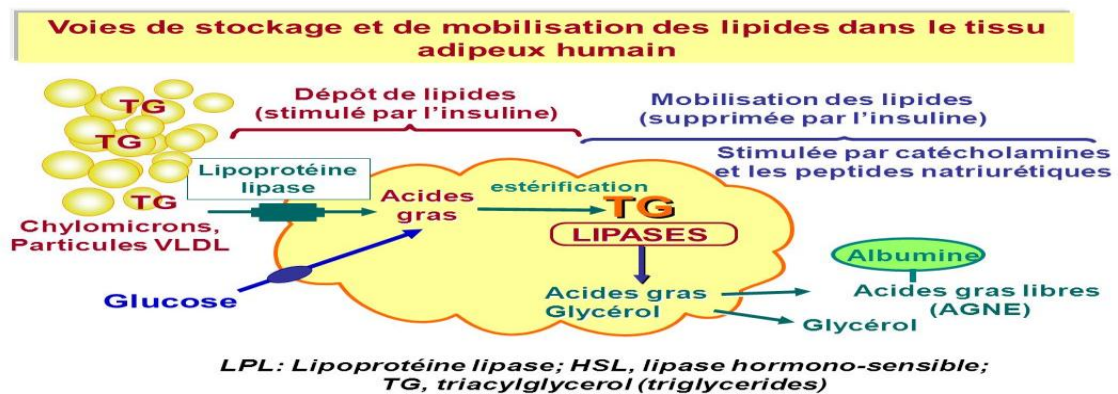 Voies de stockage et de mobilisation des lipides dans le tissu
adipeux humain
TG
TG
TG
Chylomicrons,
Particules VLDL
Dépôt de lipides
(stimulé par l'insuline)
Mobilisation des lipides
(supprimée par l'insuline)
Stimulée par catécholamines
et les peptides natriurétiques
Lipoprotéine
lipase
Acides
gras
estérification
TG
LIPASES
Glucose
Acides gras
Glycérol
Albumine
Acides gras libres
(AGNE)
Glycérol
LPL: Lipoprotéine lipase; HSL, lipase hormono-sensible;
TG, triacylglycerol (triglycerides)